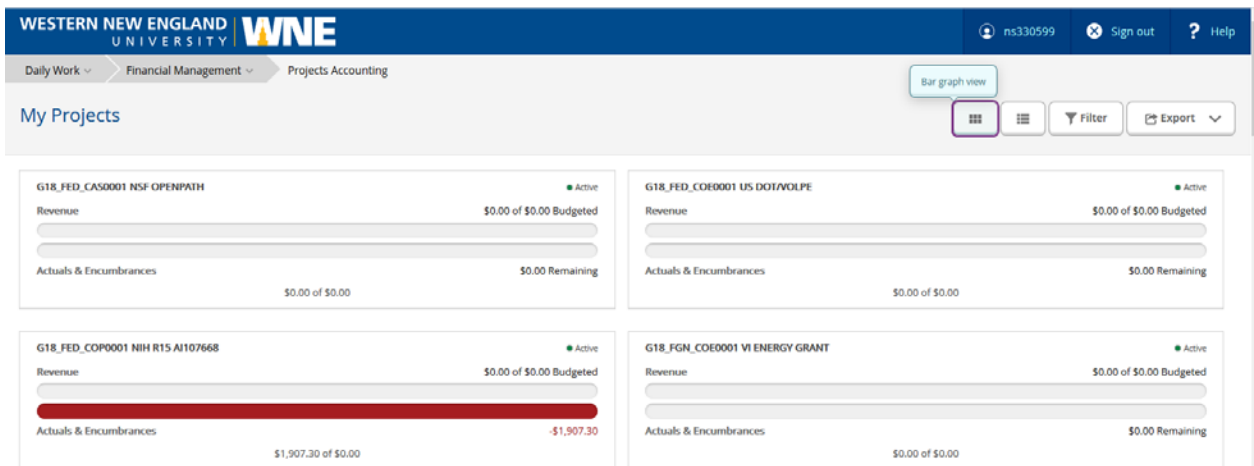 WESTERN NEW ENGLAND WNE
UNIVERSITY
ns330599 Sign out ? Help
Daily Work Financial Management Projects Accounting
Bar graph view
My Projects
Filter Export
G18_FED_CAS0001 NSF OPENPATH Active
Revenue $0.00 of $0.00 Budgeted
Actuals & Encumbrances $0.00 Remaining
$0.00 of $0.00
G18_FED_COE0001 US DOT/VOLPE Active
Revenue $0.00 of $0.00 Budgeted
Actuals & Encumbrances $0.00 Remaining
$0.00 of $0.00
G18_FED_COP0001 NIH R15 AI107668 Active
Revenue $0.00 of $0.00 Budgeted
Actuals & Encumbrances -$1,907.30
$1,907.30 of $0.00
G18_FGN_COE0001 VI ENERGY GRANT Active
Revenue $0.00 of $0.00 Budgeted
Actuals & Encumbrances $0.00 Remaining
$0.00 of $0.00